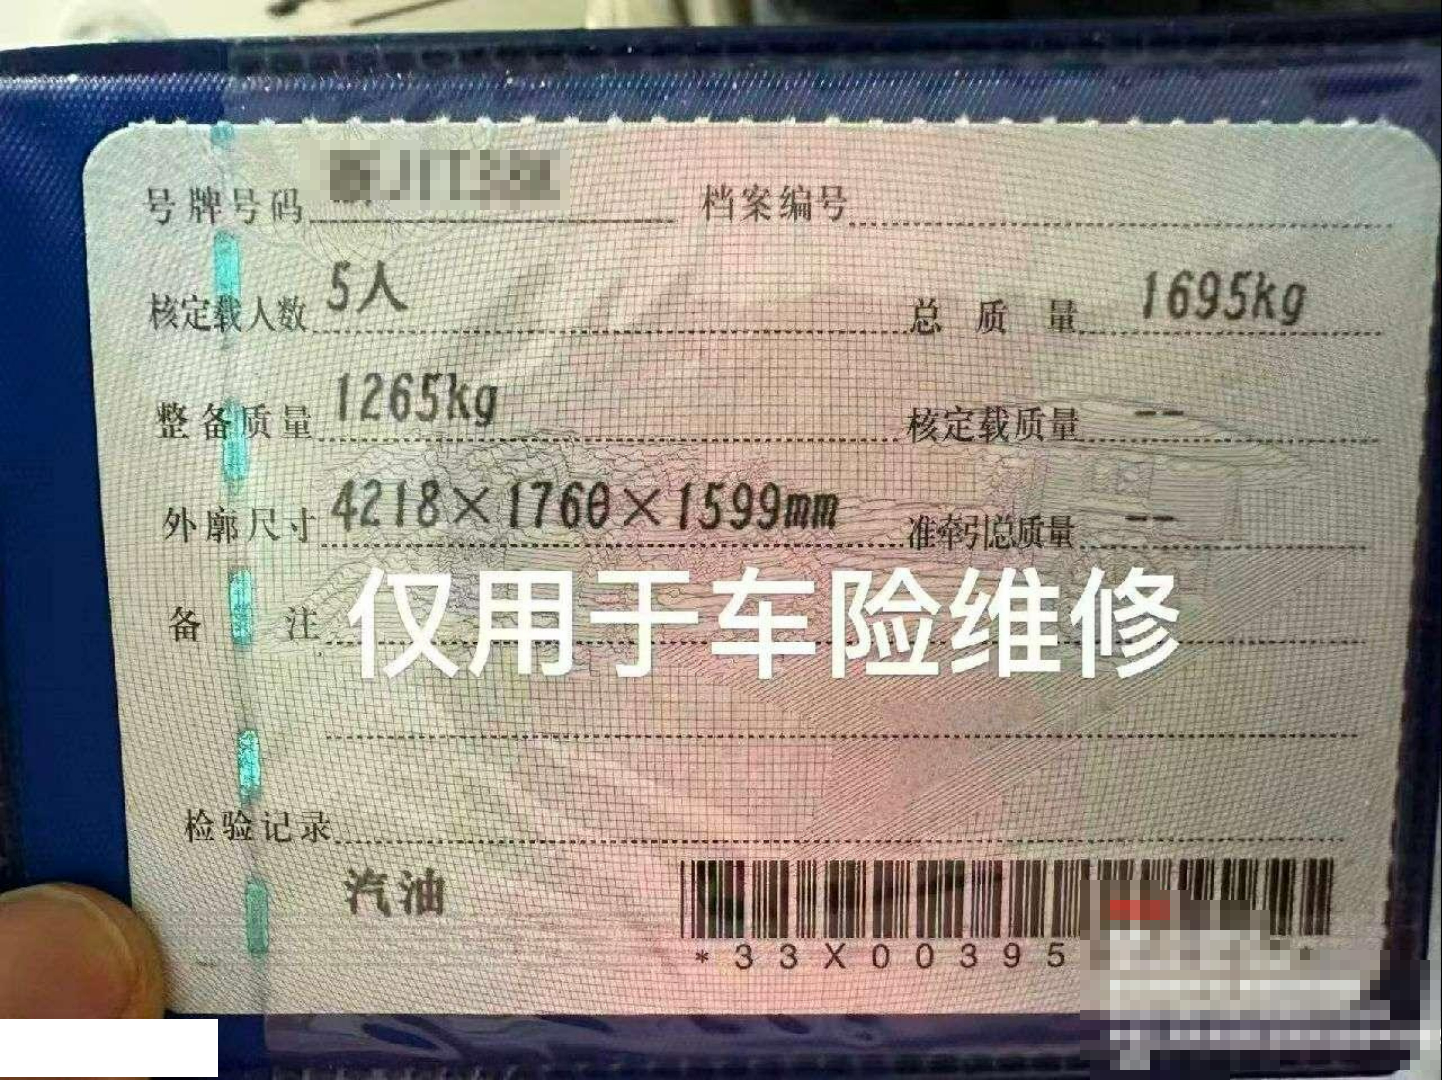 号牌号码 档案编号
核定载人数 5人 总质量 1695kg
整备质量 1265kg 核定载质量 --
外廓尺寸 4218×1760×1599mm 准牵引总质量 --
备注 仅用于车险维修
检验记录
汽油
*33X00395